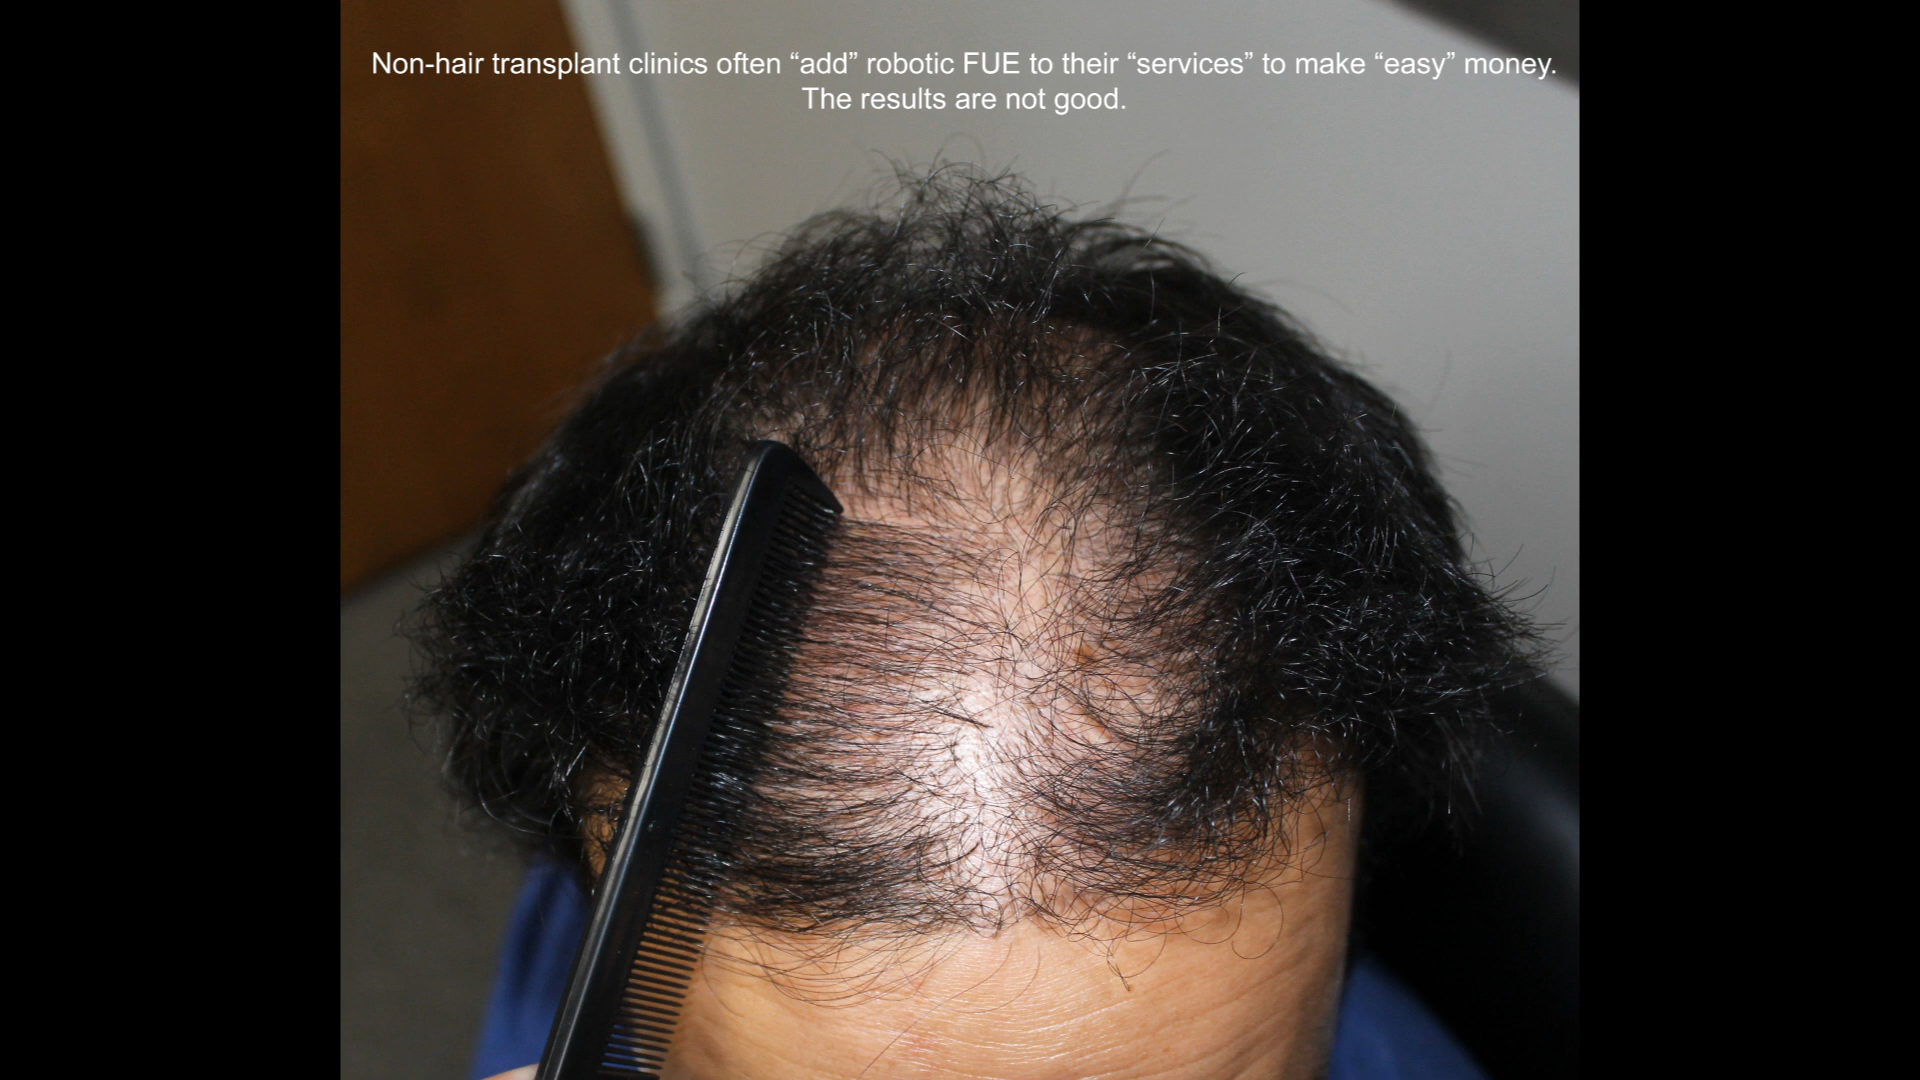 Non-hair transplant clinics often “add” robotic FUE to their “services” to make “easy” money.
The results are not good.